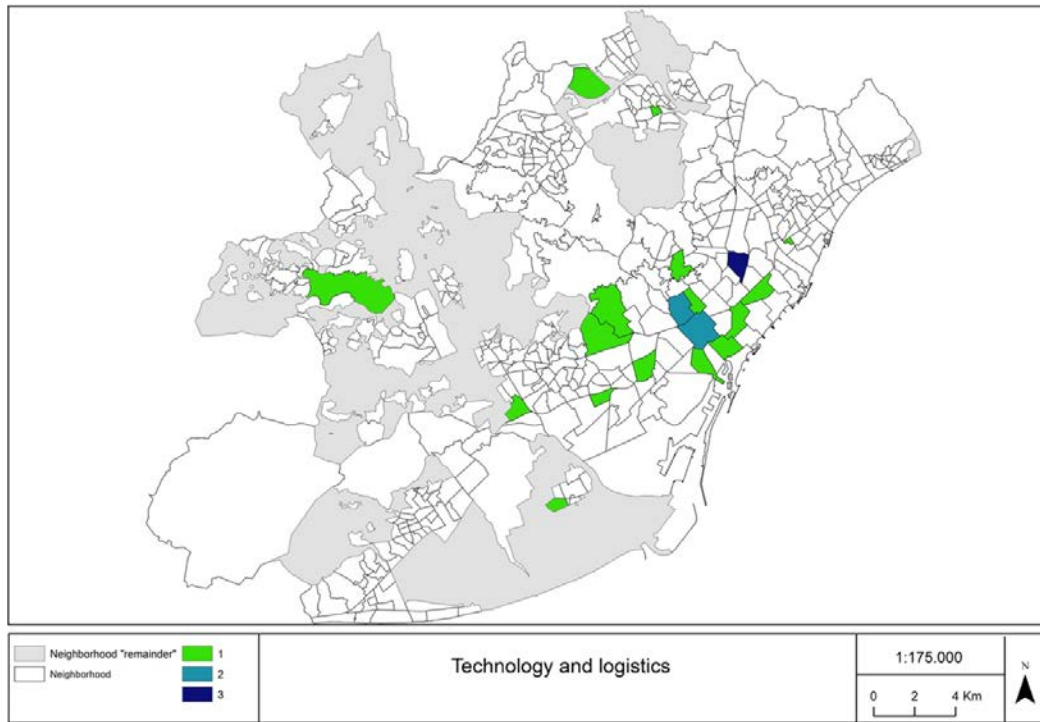 Neighborhood "remainder"
Neighborhood
1
2
3
Technology and logistics
1:175.000
0 2 4 Km
N